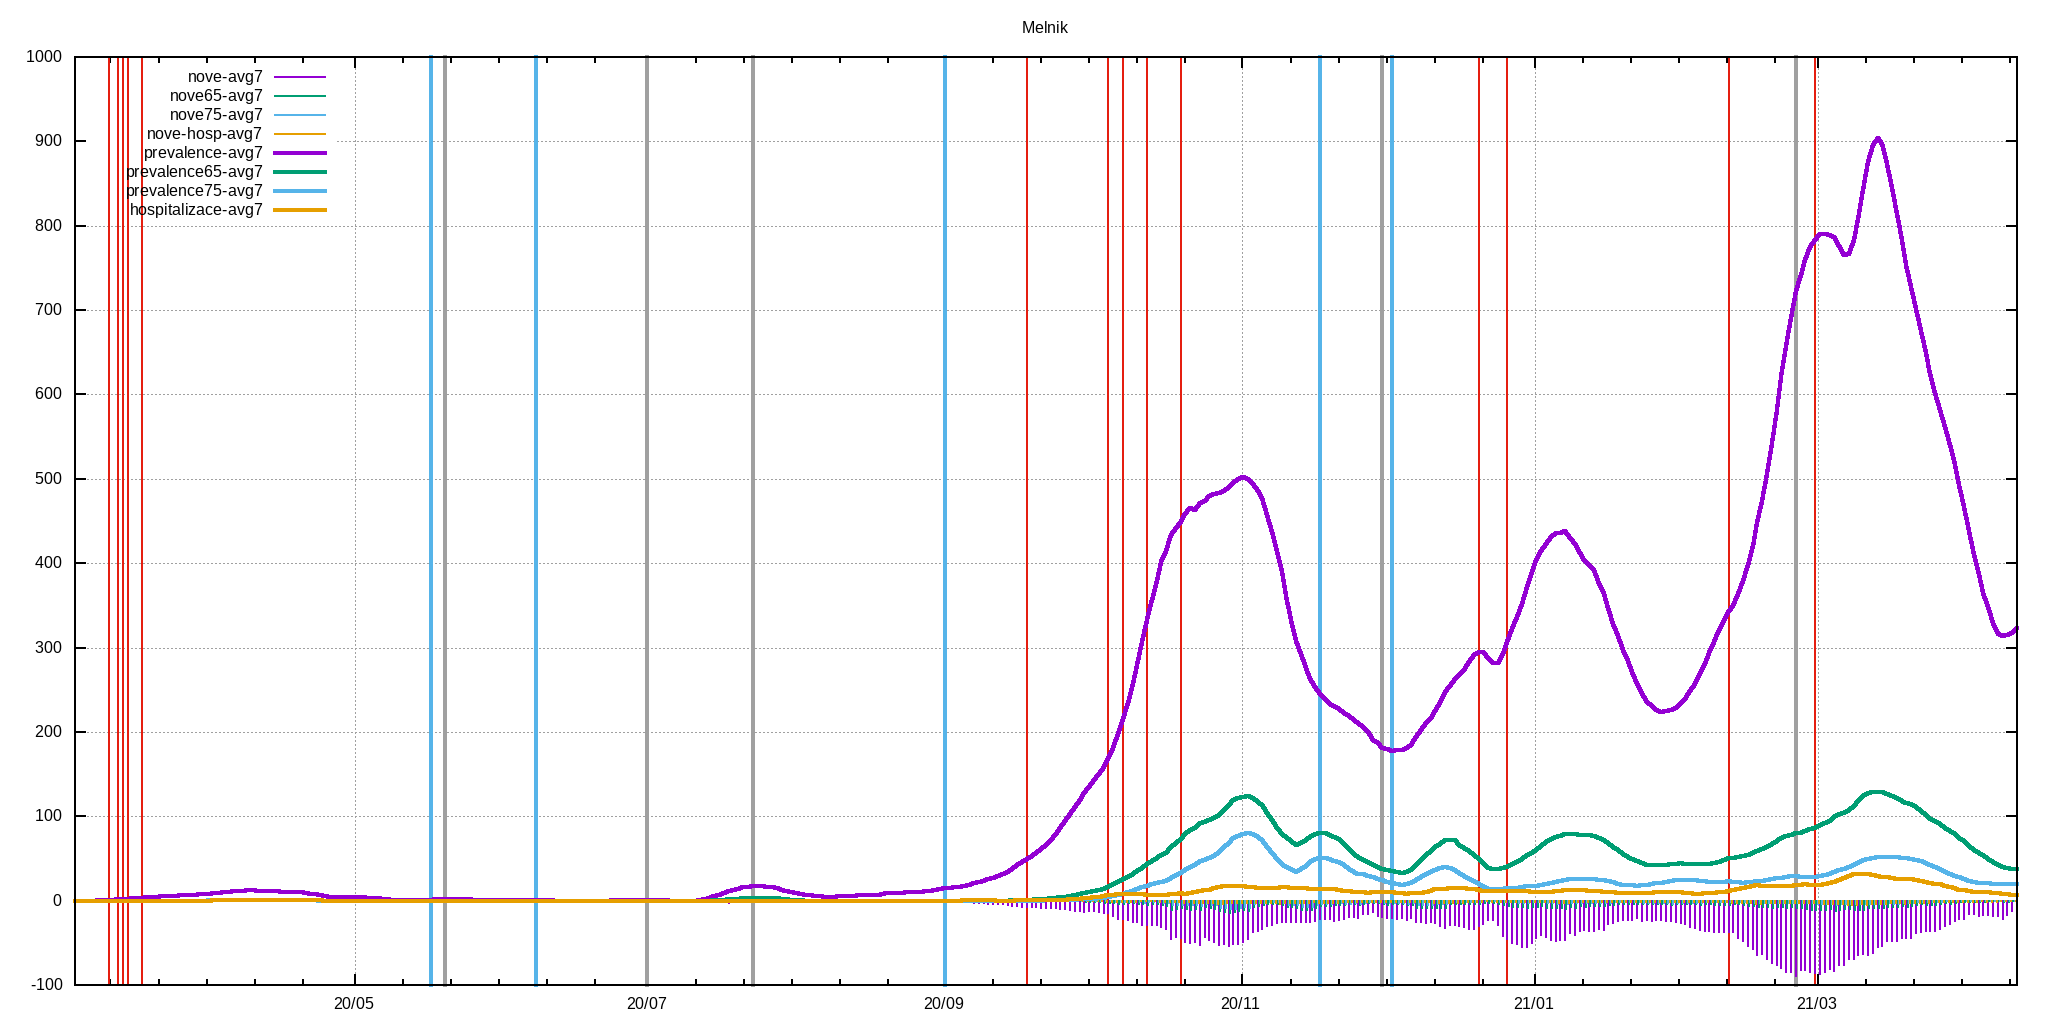 Melnik
1000
900
800
700
600
500
400
300
200
100
0
-100
nove-avg7
nove65-avg7
nove75-avg7
nove-hosp-avg7
prevalence-avg7
prevalence65-avg7
prevalence75-avg7
hospitalizace-avg7
20/05 20/07 20/09 20/11 21/01 21/03